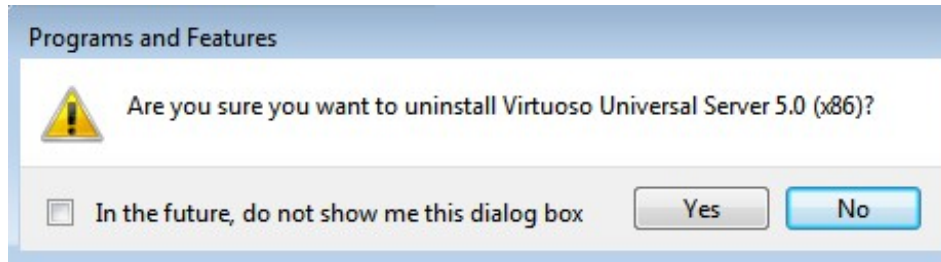 Programs and Features
Are you sure you want to uninstall Virtuoso Universal Server 5.0 (x86)?
In the future, do not show me this dialog box
Yes
No